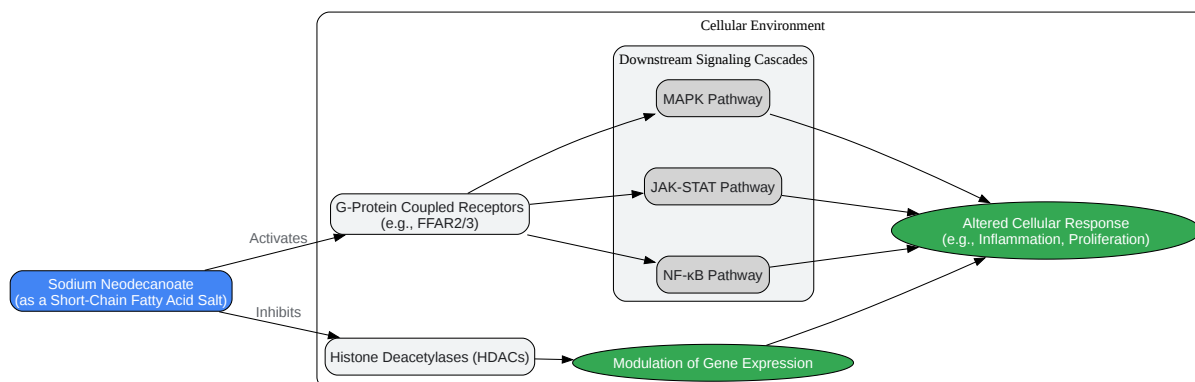 Cellular Environment
Downstream Signaling Cascades
MAPK Pathway
JAK-STAT Pathway
G-Protein Coupled Receptors
(e.g., FFAR2/3)
Altered Cellular Response
(e.g., Inflammation, Proliferation)
Activates
NF-κB Pathway
Sodium Neodecanoate
(as a Short-Chain Fatty Acid Salt)
Inhibits
Histone Deacetylases (HDACs)
Modulation of Gene Expression